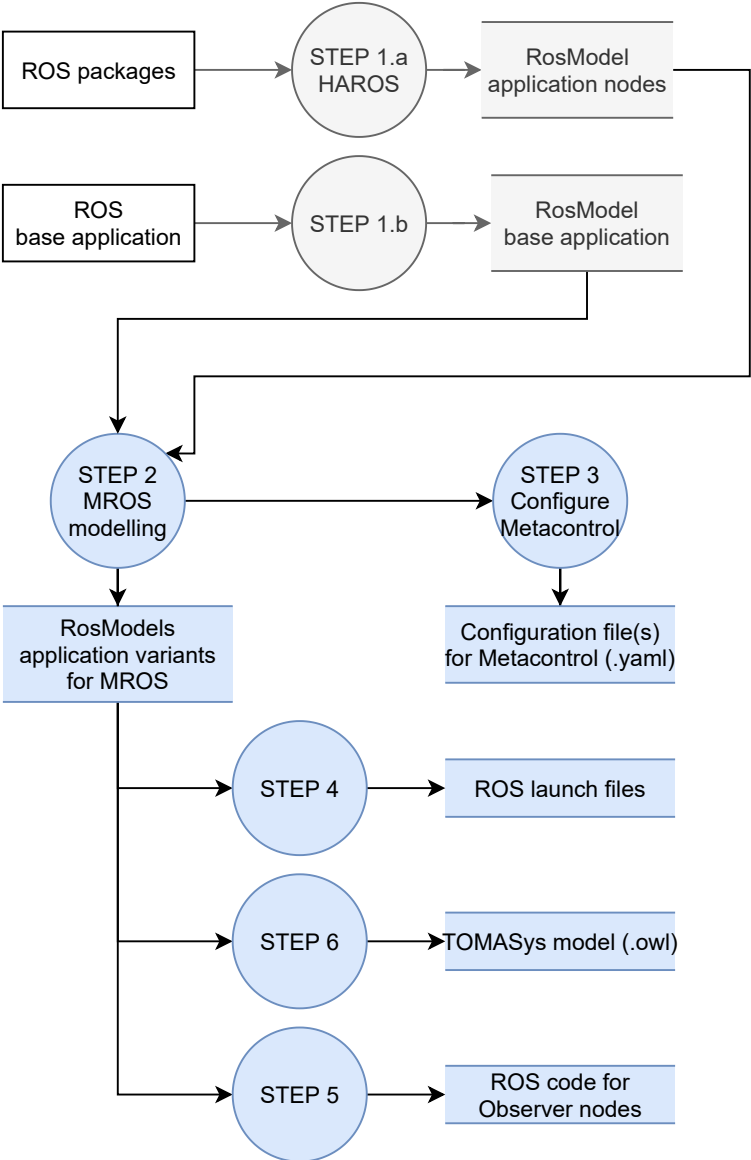 ROS packages
STEP 1.a
HAROS
RosModel
application nodes
ROS
base application
STEP 1.b
RosModel
base application
STEP 2
MROS
modelling
STEP 3
Configure
Metacontrol
RosModels
application variants
for MROS
Configuration file(s)
for Metacontrol (.yaml)
STEP 4
ROS launch files
STEP 6
TOMASys model (.owl)
STEP 5
ROS code for
Observer nodes